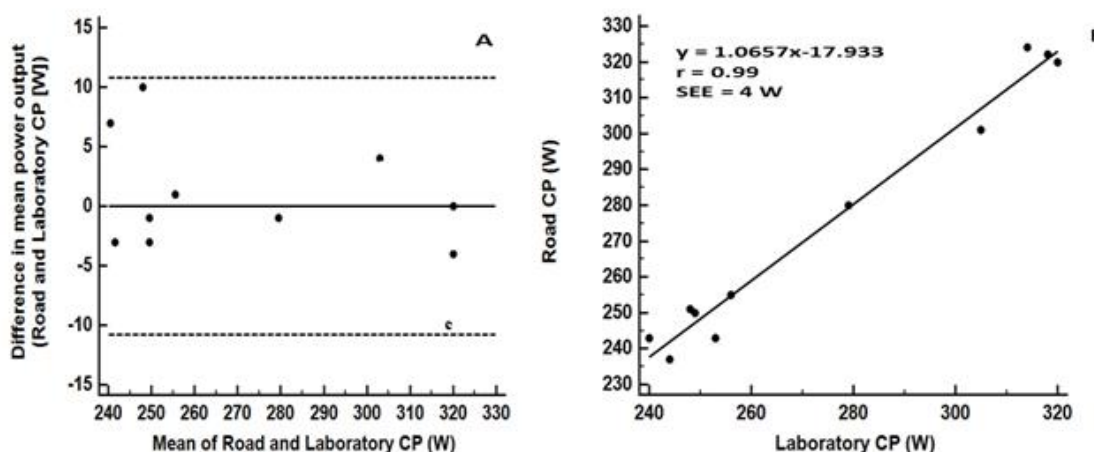 A
Difference in mean power output
(Road and Laboratory CP [W])
15
10
5
0
-5
-10
-15
c
240 250 260 270 280 290 300 310 320 330
Mean of Road and Laboratory CP (W)
y = 1.0657x-17.933
r = 0.99
SEE = 4 W
Road CP (W)
330
320
310
300
290
280
270
260
250
240
230
240 260 280 300 320
Laboratory CP (W)